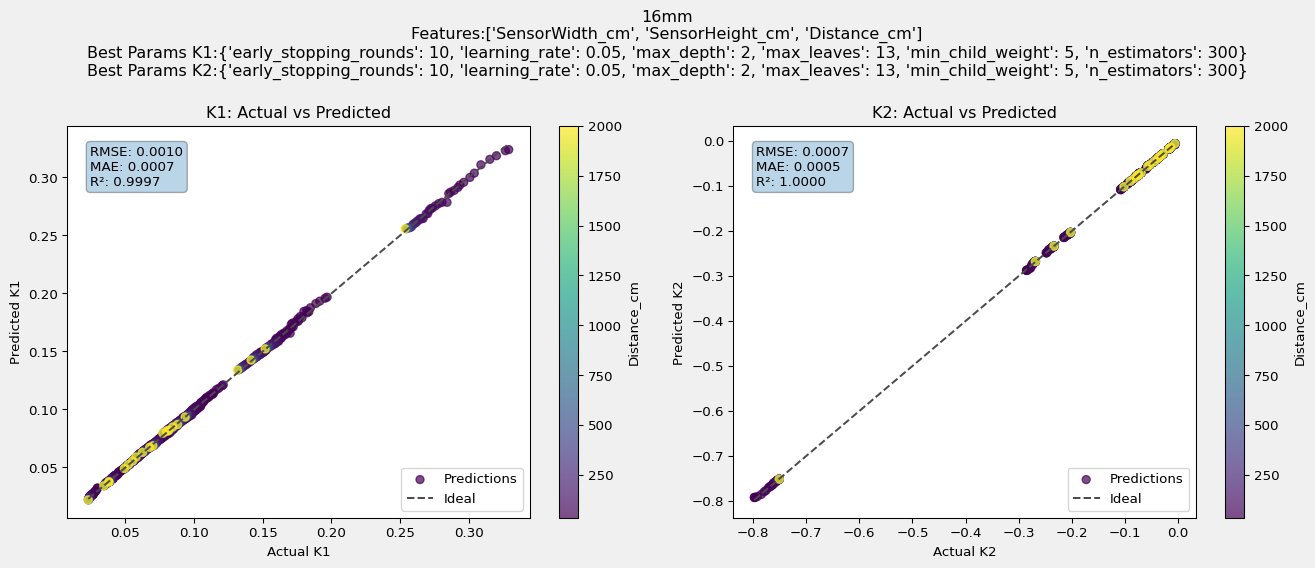 16mm
Features:['SensorWidth_cm', 'SensorHeight_cm', 'Distance_cm']
Best Params K1:{'early_stopping_rounds': 10, 'learning_rate': 0.05, 'max_depth': 2, 'max_leaves': 13, 'min_child_weight': 5, 'n_estimators': 300}
Best Params K2:{'early_stopping_rounds': 10, 'learning_rate': 0.05, 'max_depth': 2, 'max_leaves': 13, 'min_child_weight': 5, 'n_estimators': 300}
K1: Actual vs Predicted
RMSE: 0.0010
MAE: 0.0007
R²: 0.9997
Predicted K1
0.30
0.25
0.20
0.15
0.10
0.05
0.05
0.10
0.15
0.20
0.25
0.30
Actual K1
Predictions
Ideal
2000
1750
1500
1250
1000
750
500
250
Distance_cm
K2: Actual vs Predicted
RMSE: 0.0007
MAE: 0.0005
R²: 1.0000
Predicted K2
0.0
−0.1
−0.2
−0.3
−0.4
−0.5
−0.6
−0.7
−0.8
−0.8
−0.7
−0.6
−0.5
−0.4
−0.3
−0.2
−0.1
0.0
Actual K2
Predictions
Ideal
2000
1750
1500
1250
1000
750
500
250
Distance_cm